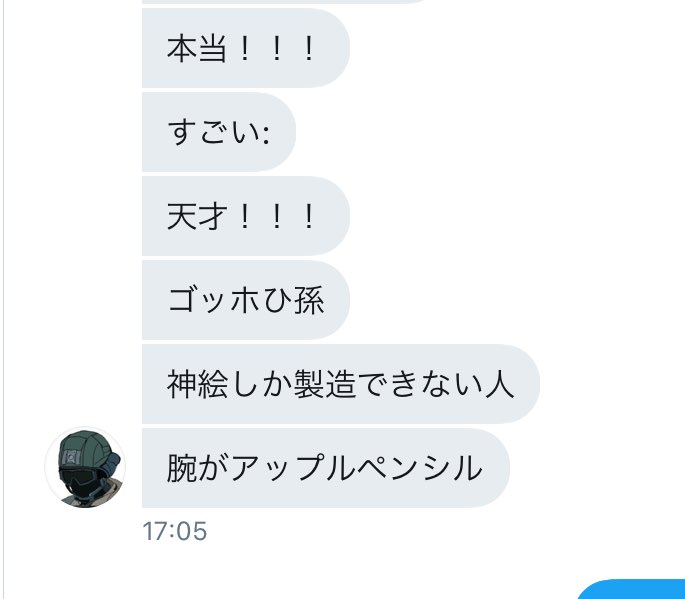 本当！！！
すごい:
天才！！！
ゴッホひ孫
神絵しか製造できない人
腕がアップルペンシル
17:05